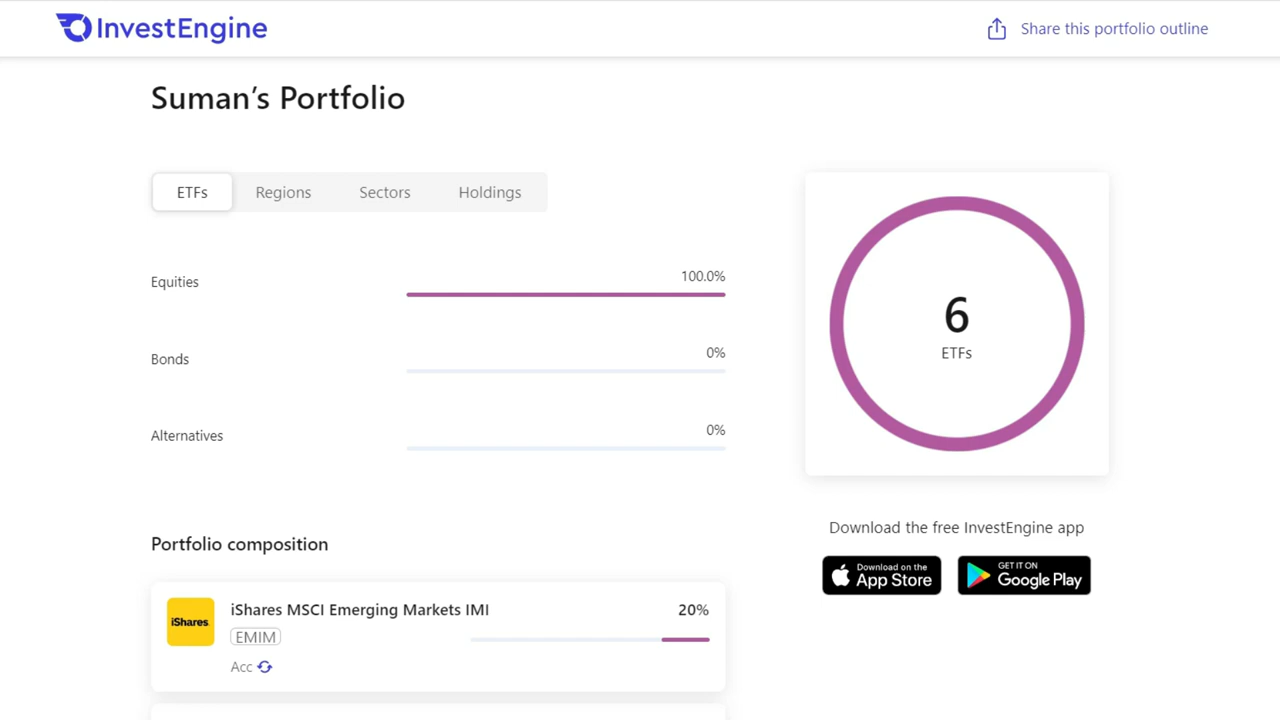 InvestEngine
Share this portfolio outline
Suman’s Portfolio
ETFs
Regions
Sectors
Holdings
Equities
100.0%
Bonds
0%
Alternatives
0%
6
ETFs
Download the free InvestEngine app
Download on the
App Store
GET IT ON
Google Play
Portfolio composition
iShares
iShares MSCI Emerging Markets IMI
20%
EMIM
Acc